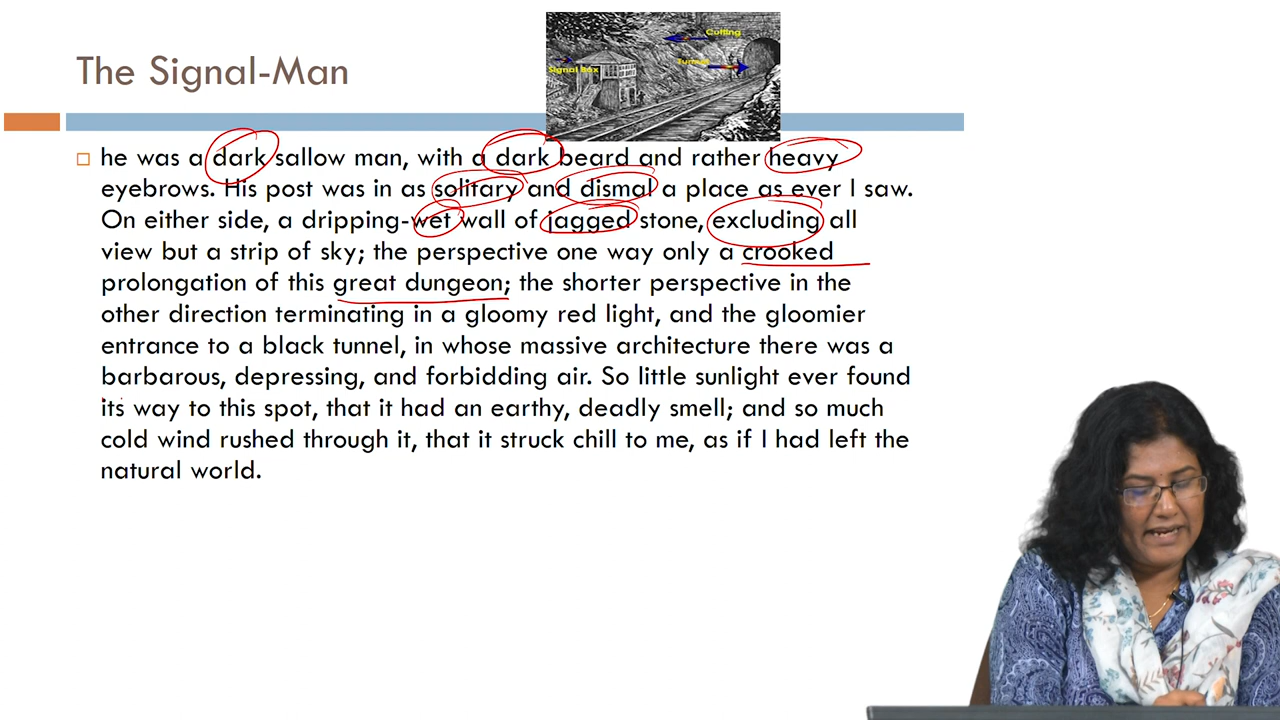 The Signal-Man
Cutting
Signal Box
Tunnel
he was a dark sallow man, with a dark beard and rather heavy
eyebrows. His post was in as solitary and dismal a place as ever I saw.
On either side, a dripping-wet wall of jagged stone, excluding all
view but a strip of sky; the perspective one way only a crooked
prolongation of this great dungeon; the shorter perspective in the
other direction terminating in a gloomy red light, and the gloomier
entrance to a black tunnel, in whose massive architecture there was a
barbarous, depressing, and forbidding air. So little sunlight ever found
its way to this spot, that it had an earthy, deadly smell; and so much
cold wind rushed through it, that it struck chill to me, as if I had left the
natural world.